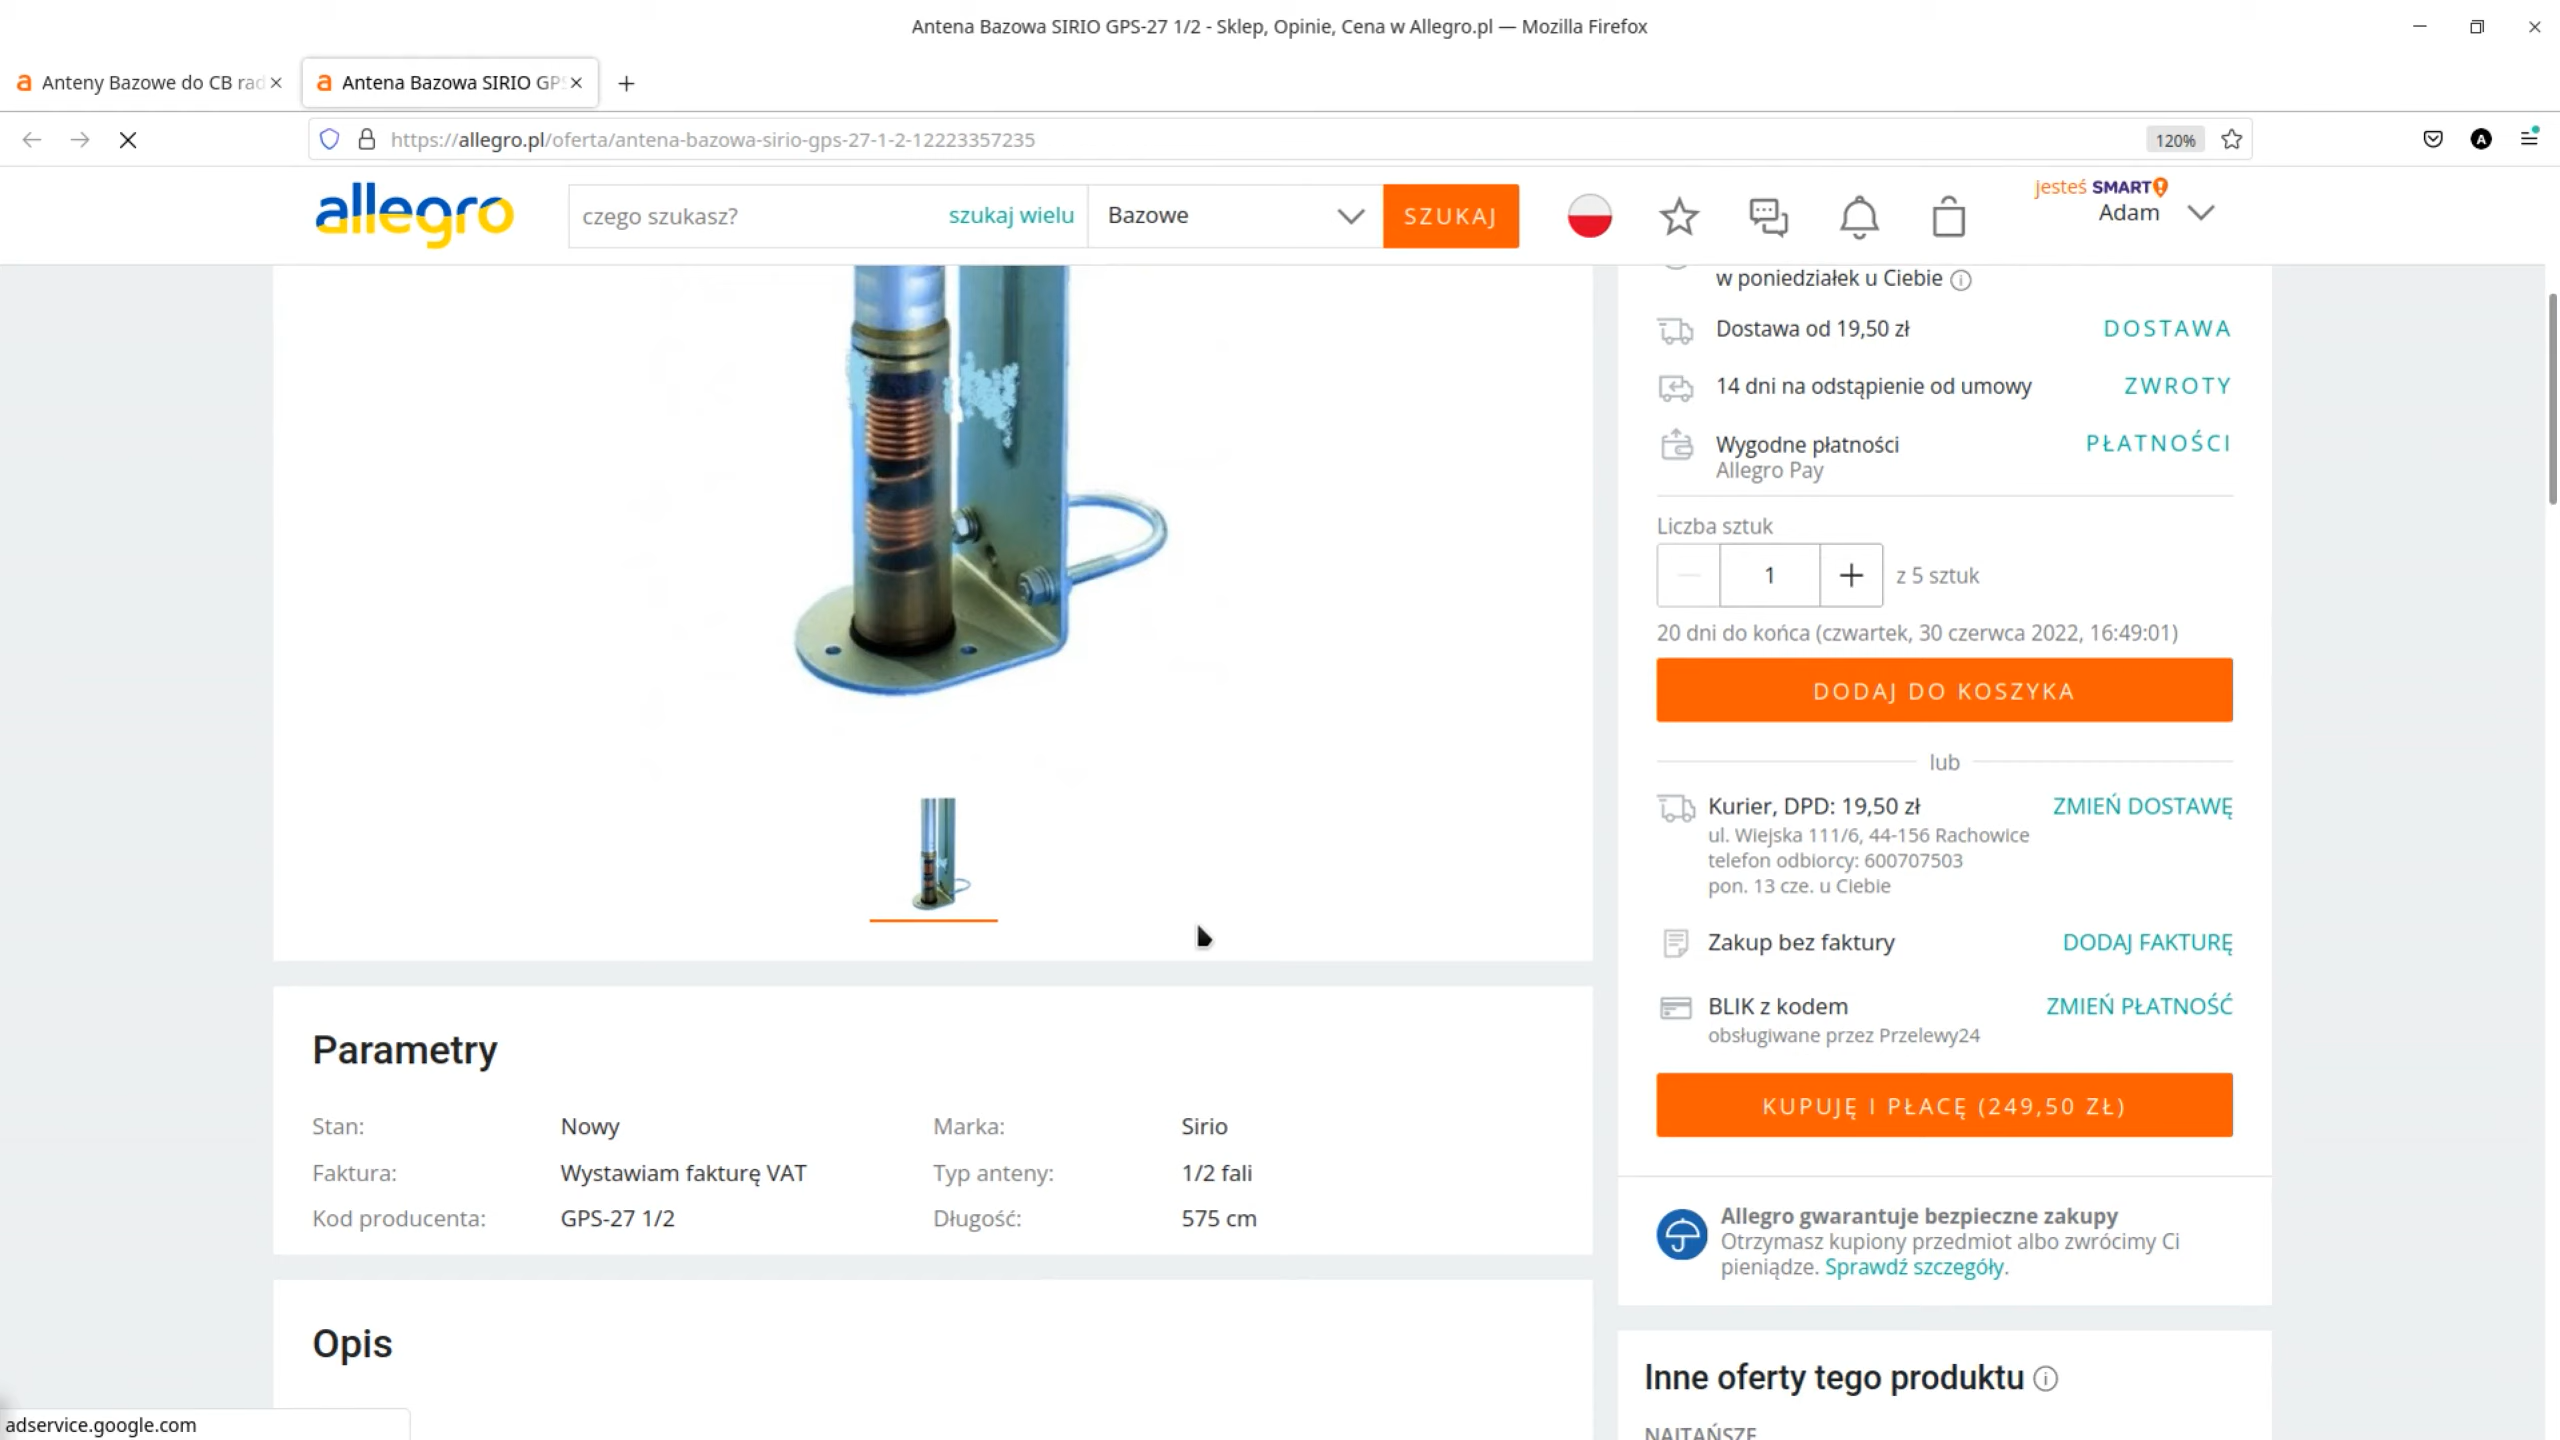 Antena Bazowa SIRIO GPS-27 1/2 - Sklep, Opinie, Cena w Allegro.pl — Mozilla Firefox
Anteny Bazowe do CB rad
Antena Bazowa SIRIO GPS
https://allegro.pl/oferta/antena-bazowa-sirio-gps-27-1-2-12223357235
120%
allegro
czego szukasz?
szukaj wielu
Bazowe
SZUKAJ
jesteś SMART!
Adam
w poniedziałek u Ciebie
Dostawa od 19,50 zł
DOSTAWA
14 dni na odstąpienie od umowy
ZWROTY
Wygodne płatności
PŁATNOŚCI
Allegro Pay
Liczba sztuk
1
z 5 sztuk
20 dni do końca (czwartek, 30 czerwca 2022, 16:49:01)
DODAJ DO KOSZYKA
lub
Kurier, DPD: 19,50 zł
ZMIEŃ DOSTAWĘ
ul. Wiejska 111/6, 44-156 Rachowice
telefon odbiorcy: 600707503
pon. 13 cze. u Ciebie
Zakup bez faktury
DODAJ FAKTURĘ
BLIK z kodem
ZMIEŃ PŁATNOŚĆ
obsługiwane przez Przelewy24
KUPUJĘ I PŁACĘ (249,50 ZŁ)
Parametry
Stan:
Nowy
Marka:
Sirio
Faktura:
Wystawiam fakturę VAT
Typ anteny:
1/2 fali
Kod producenta:
GPS-27 1/2
Długość:
575 cm
Allegro gwarantuje bezpieczne zakupy
Otrzymasz kupiony przedmiot albo zwrócimy Ci
pieniądze. Sprawdź szczegóły.
Opis
Inne oferty tego produktu
NAJTAŃSZE
adservice.google.com